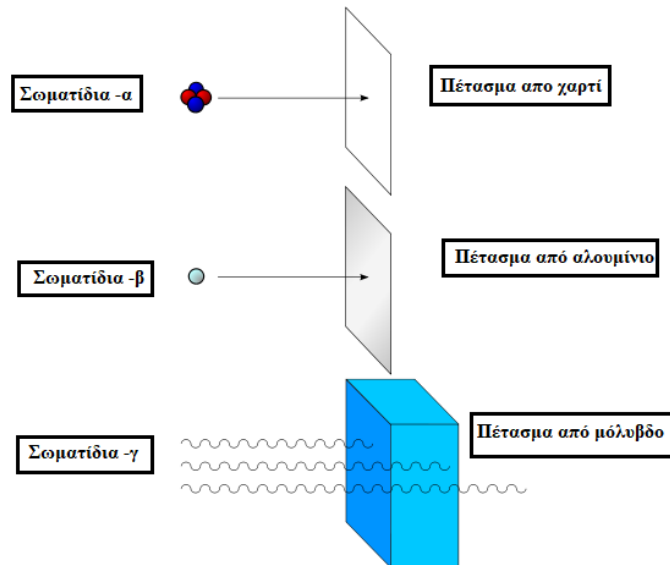 Σωματίδια -α
Πέτασμα απο χαρτί
Σωματίδια -β
Πέτασμα από αλουμίνιο
Σωματίδια -γ
Πέτασμα από μόλυβδο